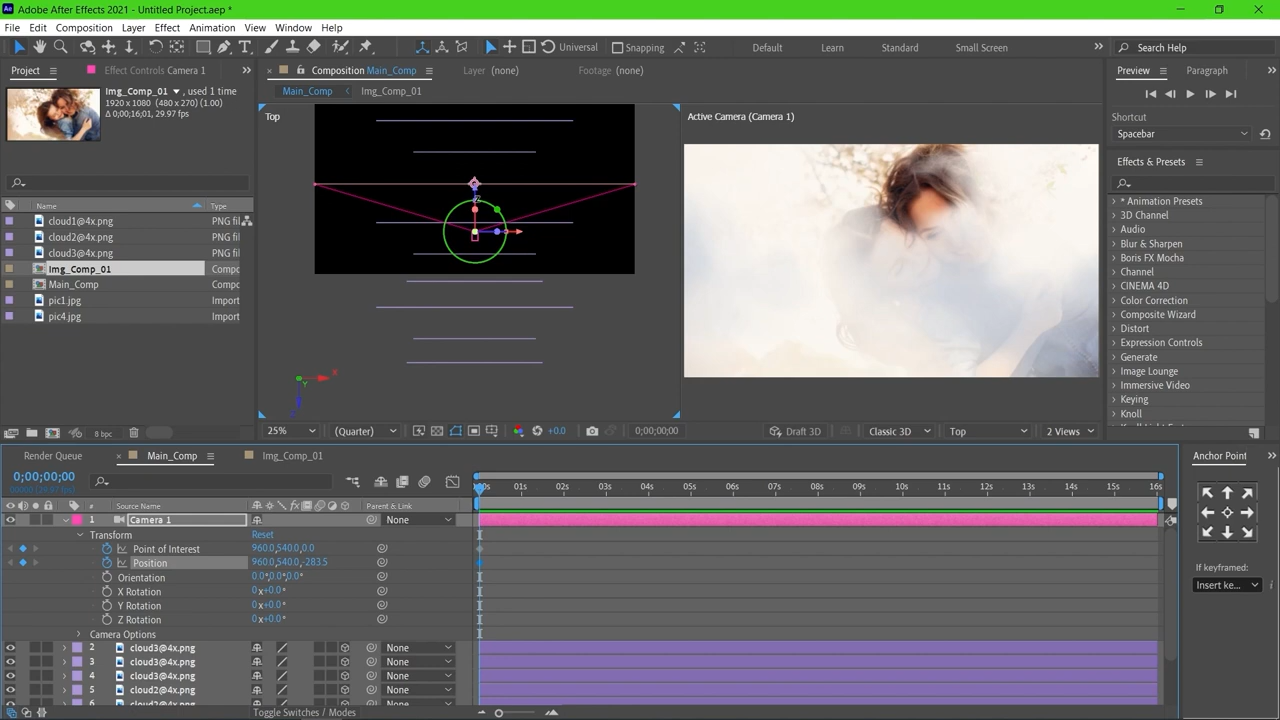 Adobe After Effects 2021 - Untitled Project.aep *
File Edit Composition Layer Effect Animation View Window Help
Universal Snapping Default Learn Standard Small Screen Search Help
Project Effect Controls Camera 1 Composition Main_Comp Layer (none) Footage (none) Preview Paragraph
Img_Comp_01 , used 1 time
1920 x 1080 (480 x 270) (1.00)
Δ 0;00;16;01, 29.97 fps
Main_Comp Img_Comp_01
Top
Active Camera (Camera 1)
Shortcut
Spacebar
Effects & Presets
Name Type
cloud1@4x.png PNG fil
cloud2@4x.png PNG fil
cloud3@4x.png PNG fil
Img_Comp_01 Compo
Main_Comp Compo
pic1.jpg Import
pic4.jpg Import
* Animation Presets
3D Channel
Audio
Blur & Sharpen
Boris FX Mocha
Channel
CINEMA 4D
Color Correction
Composite Wizard
Distort
Expression Controls
Generate
Image Lounge
Immersive Video
Keying
Knoll
X
Y
8 bpc
25% (Quarter) +0.0 0;00;00;00 Draft 3D Classic 3D Top 2 Views
Render Queue Main_Comp Img_Comp_01 Anchor Point
0;00;00;00
# Source Name Parent & Link
01s 02s 03s 04s 05s 06s 07s 08s 09s 10s 11s 12s 13s 14s 15s 16s
1 Camera 1 None
Transform Reset
Point of Interest 960.0,540.0,0.0
Position 960.0,540.0,-283.5
Orientation 0.0°,0.0°,0.0°
X Rotation 0x+0.0°
Y Rotation 0x+0.0°
Z Rotation 0x+0.0°
Camera Options
2 cloud3@4x.png None
3 cloud3@4x.png None
4 cloud3@4x.png None
5 cloud2@4x.png None
6 cloud2@4x.png None
Toggle Switches / Modes
If keyframed:
Insert ke...